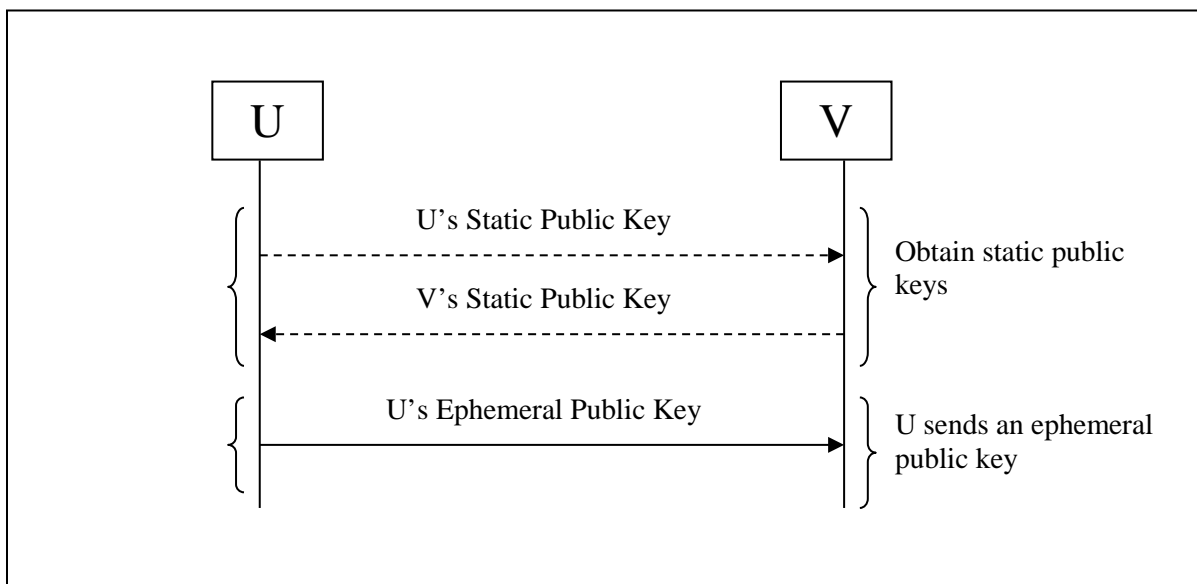 U
V
U’s Static Public Key
V’s Static Public Key
Obtain static public
keys
U’s Ephemeral Public Key
U sends an ephemeral
public key